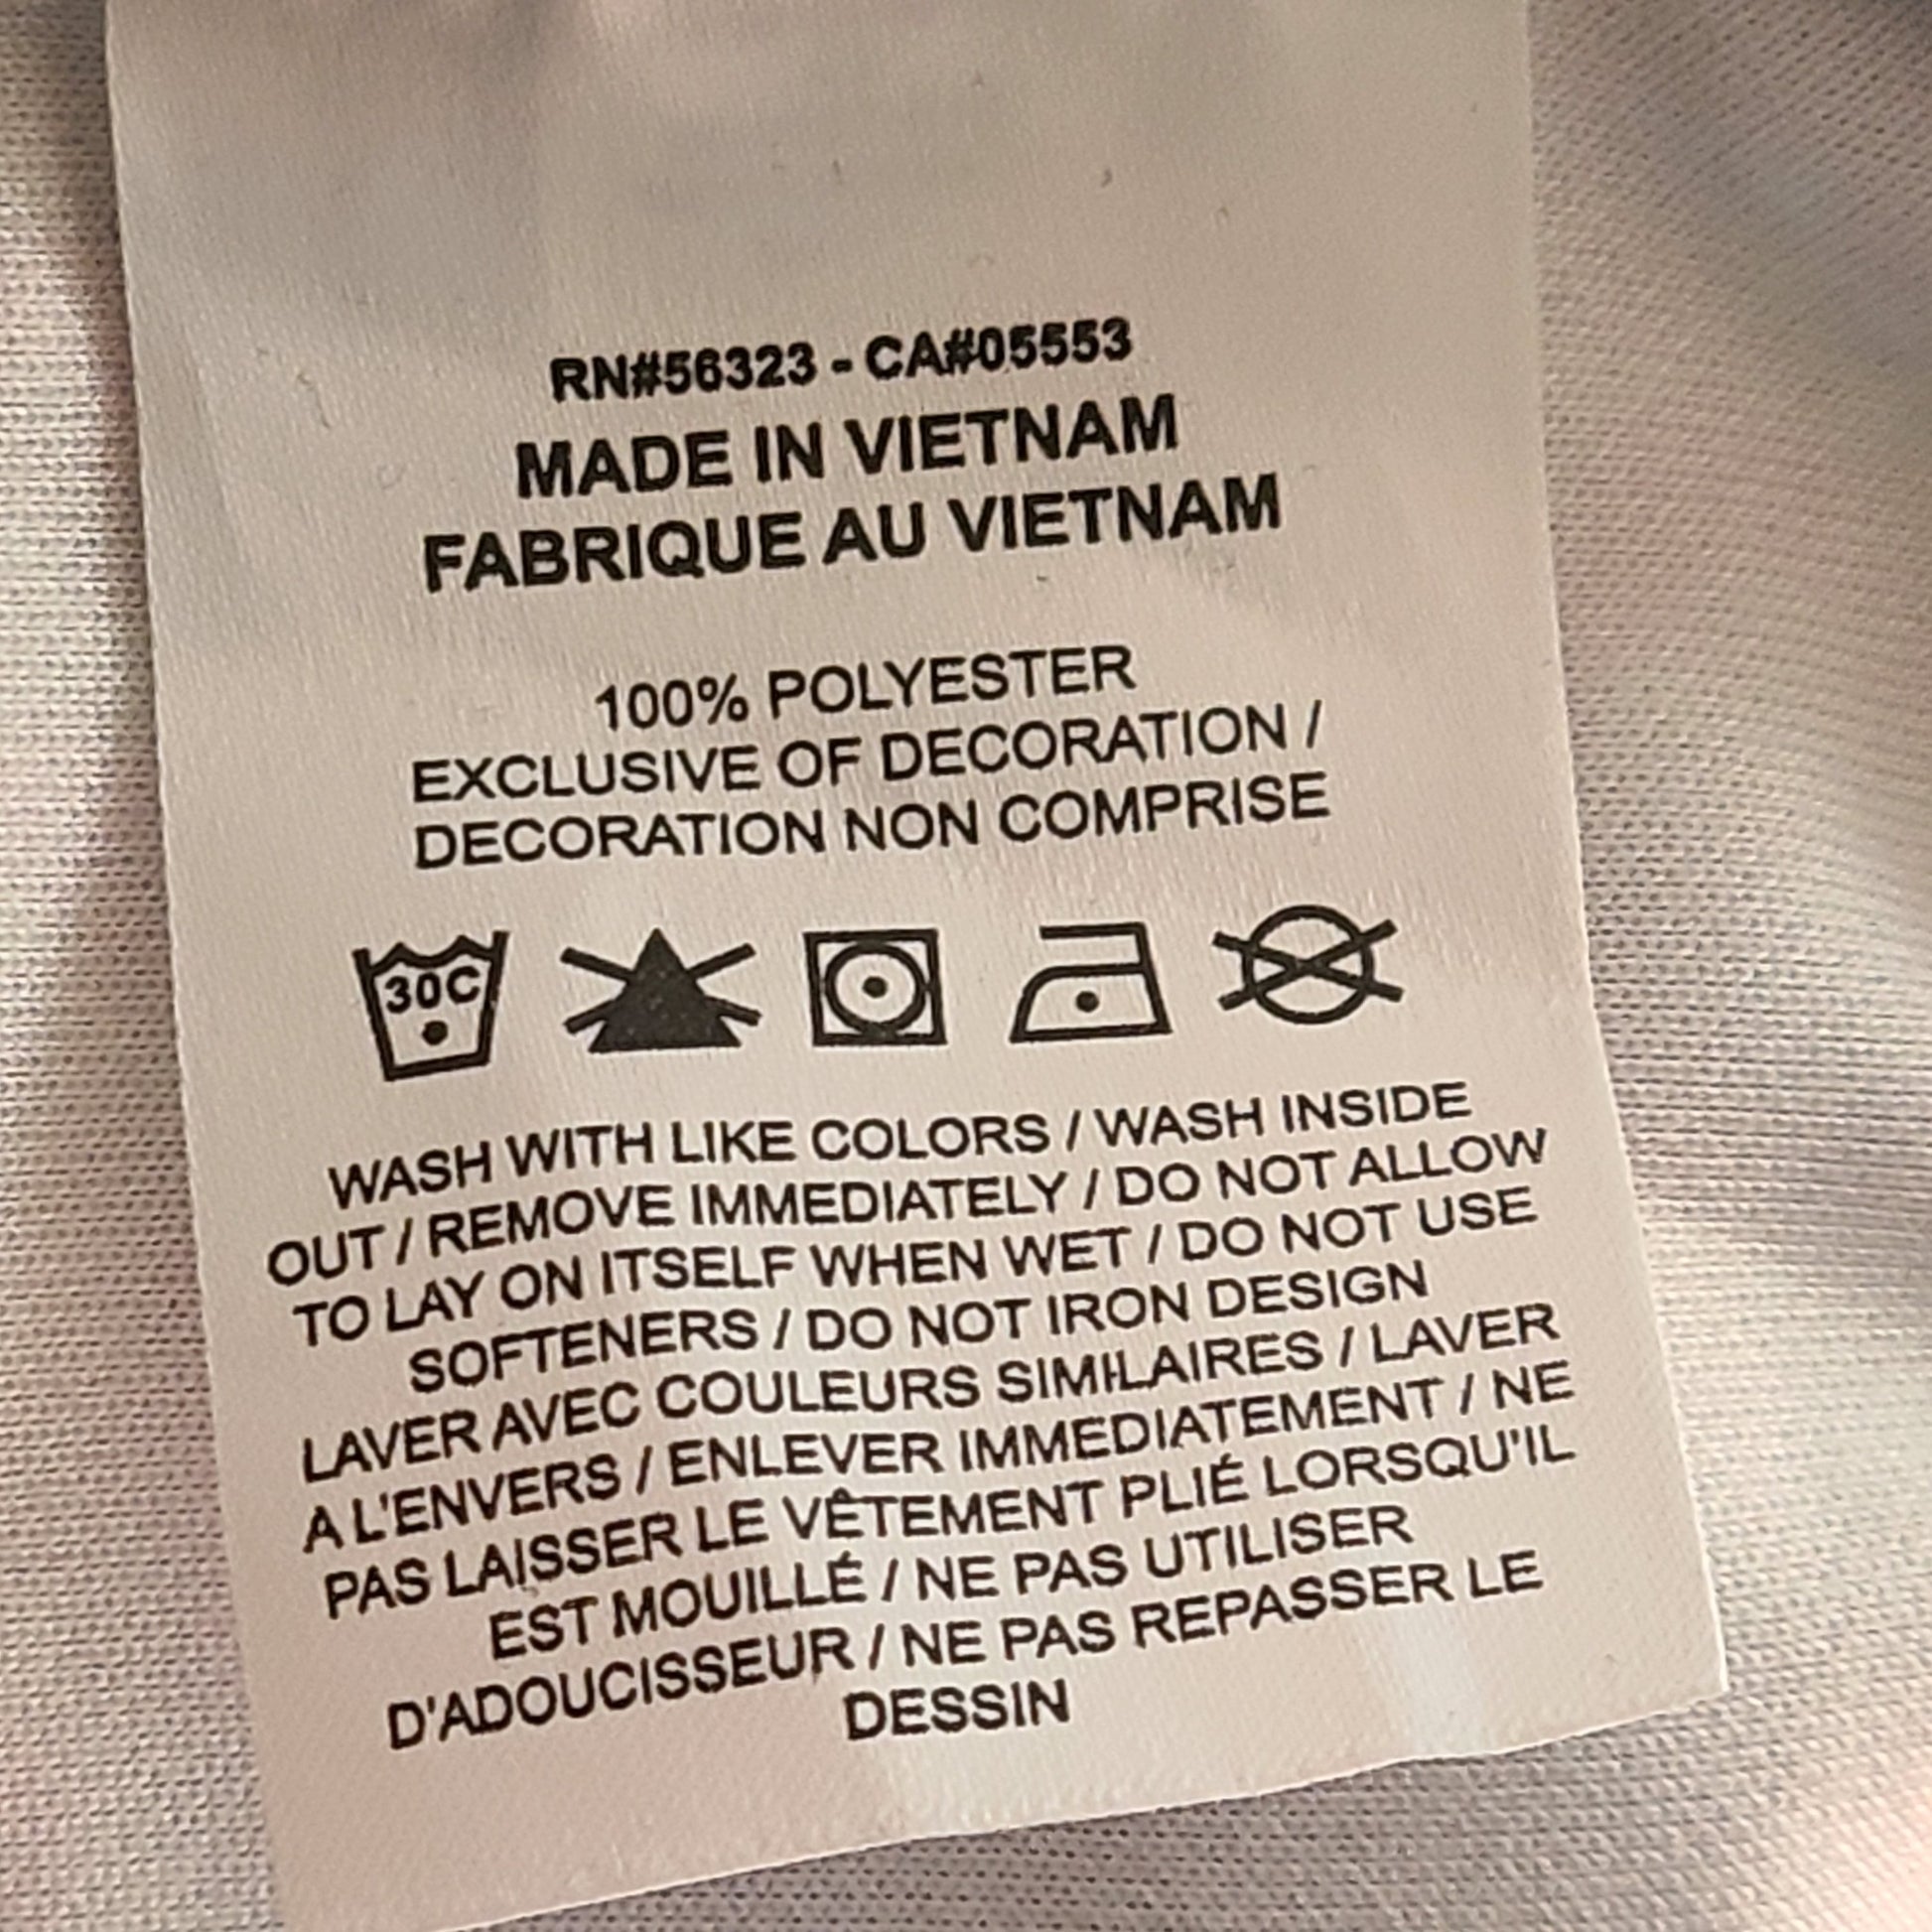 RN#56323 - CA#05553
MADE IN VIETNAM
FABRIQUE AU VIETNAM
100% POLYESTER
EXCLUSIVE OF DECORATION /
DECORATION NON COMPRISE
30C
WASH WITH LIKE COLORS / WASH INSIDE
OUT / REMOVE IMMEDIATELY / DO NOT ALLOW
TO LAY ON ITSELF WHEN WET / DO NOT USE
SOFTENERS / DO NOT IRON DESIGN
LAVER AVEC COULEURS SIMILAIRES / LAVER
A L'ENVERS / ENLEVER IMMEDIATEMENT / NE
PAS LAISSER LE VÊTEMENT PLIÉ LORSQU'IL
EST MOUILLÉ / NE PAS UTILISER
D'ADOUCISSEUR / NE PAS REPASSER LE
DESSIN